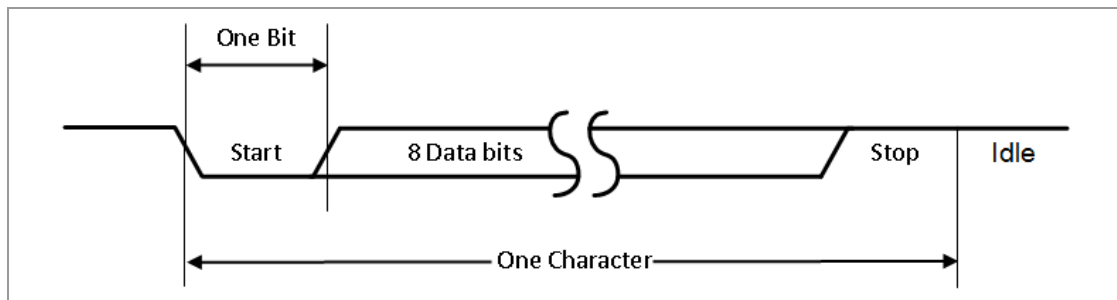 One Bit
Start
8 Data bits
Stop
Idle
One Character